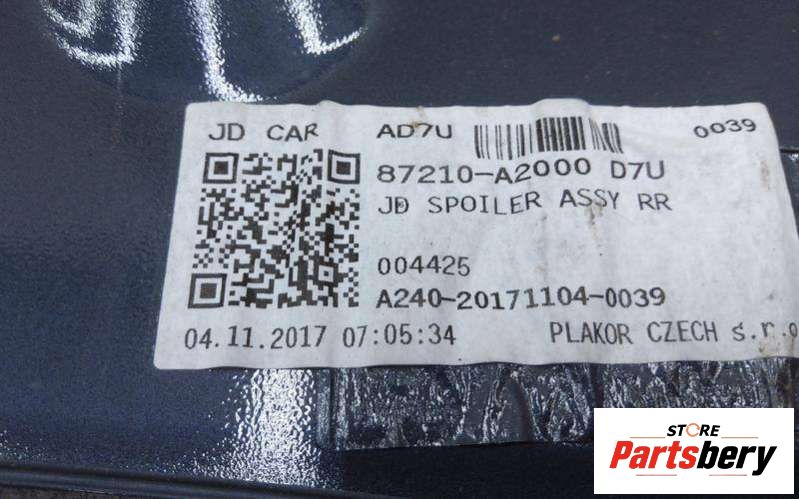 JD CAR AD7U 0039
87210-A2000 D7U
JD SPOILER ASSY RR
004425
A240-20171104-0039
04.11.2017 07:05:34 PLAKOR CZECH s.r.o
STORE
Partsbery